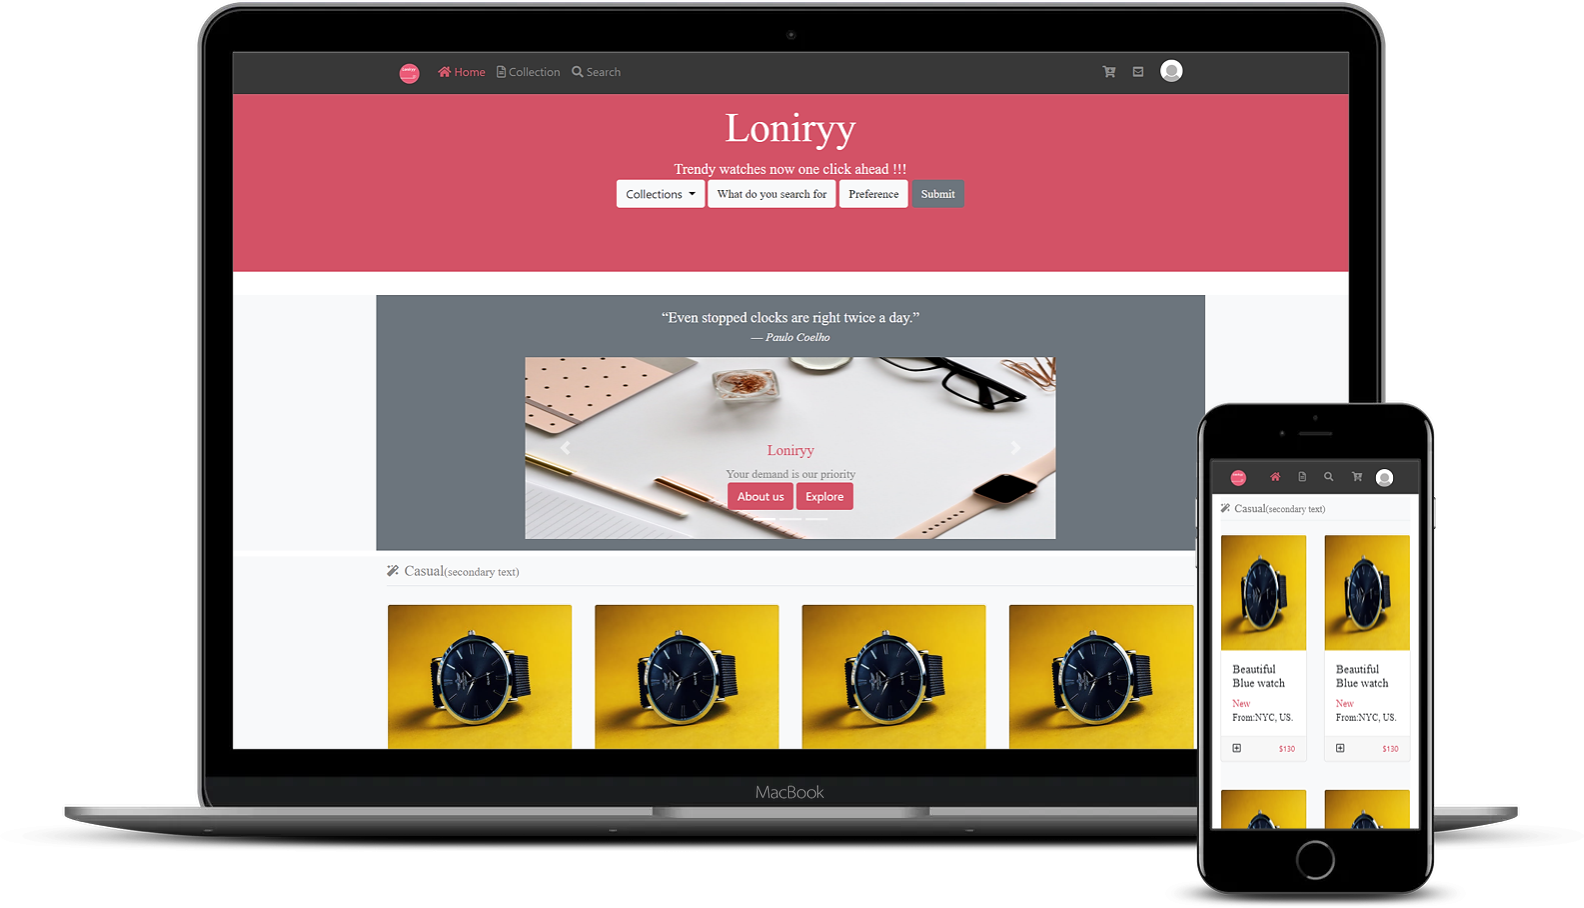 Home Collection Search
Loniryy
Trendy watches now one click ahead !!!
Collections What do you search for Preference Submit
“Even stopped clocks are right twice a day.”
— Paulo Coelho
Loniryy
Your demand is our priority
About us Explore
Casual(secondary text)
MacBook
Casual(secondary text)
Beautiful
Blue watch
New
From:NYC, US.
$130
Beautiful
Blue watch
New
From:NYC, US.
$130